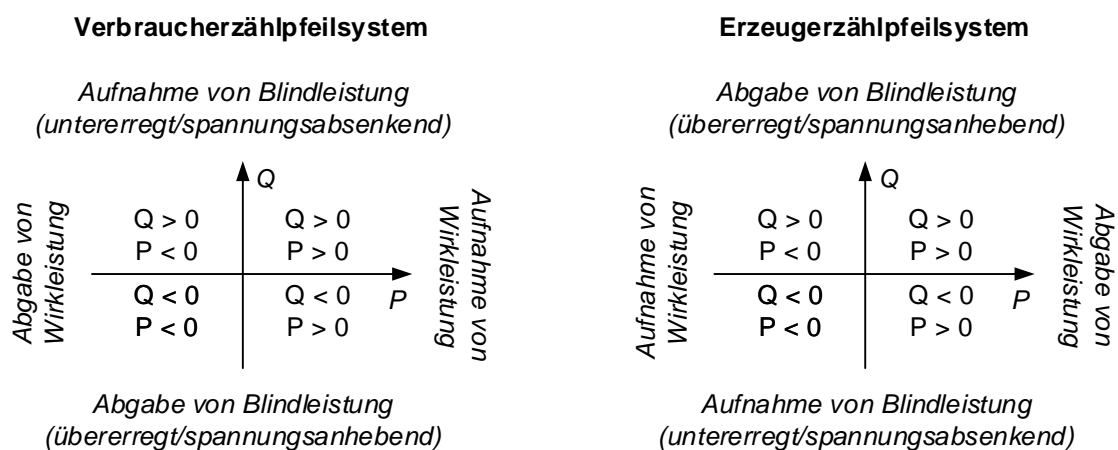 Verbraucherzählpfeilsystem
Aufnahme von Blindleistung
(untererregt/spannungsabsenkend)
Abgabe von
Wirkleistung
Q
Q > 0
P < 0
Q > 0
P > 0
Q < 0
P < 0
Q < 0
P > 0
P
Aufnahme von
Wirkleistung
Abgabe von Blindleistung
(übererregt/spannungsanhebend)
Erzeugerzählpfeilsystem
Abgabe von Blindleistung
(übererregt/spannungsanhebend)
Aufnahme von
Wirkleistung
Q
Q > 0
P < 0
Q > 0
P > 0
Q < 0
P < 0
Q < 0
P > 0
P
Abgabe von
Wirkleistung
Aufnahme von Blindleistung
(untererregt/spannungsabsenkend)